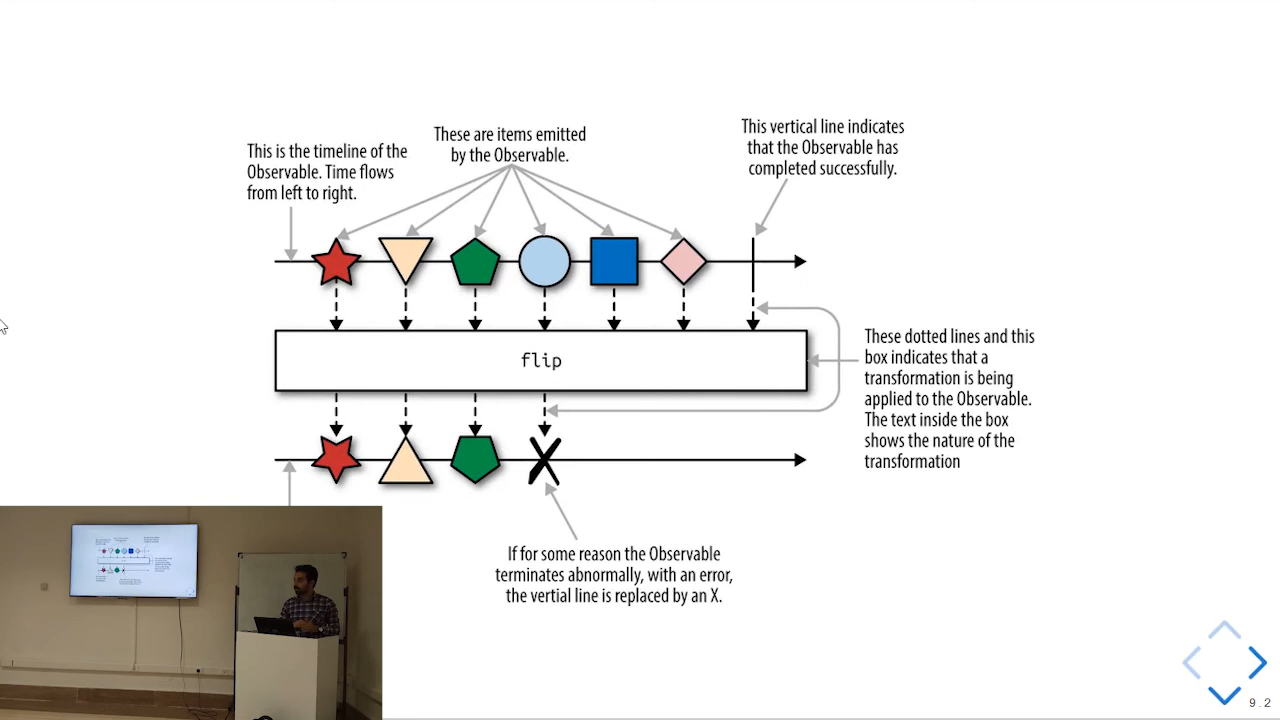 This is the timeline of the
Observable. Time flows
from left to right.
These are items emitted
by the Observable.
This vertical line indicates
that the Observable has
completed successfully.
flip
These dotted lines and this
box indicates that a
transformation is being
applied to the Observable.
The text inside the box
shows the nature of the
transformation
If for some reason the Observable
terminates abnormally, with an error,
the vertial line is replaced by an X.
9.2